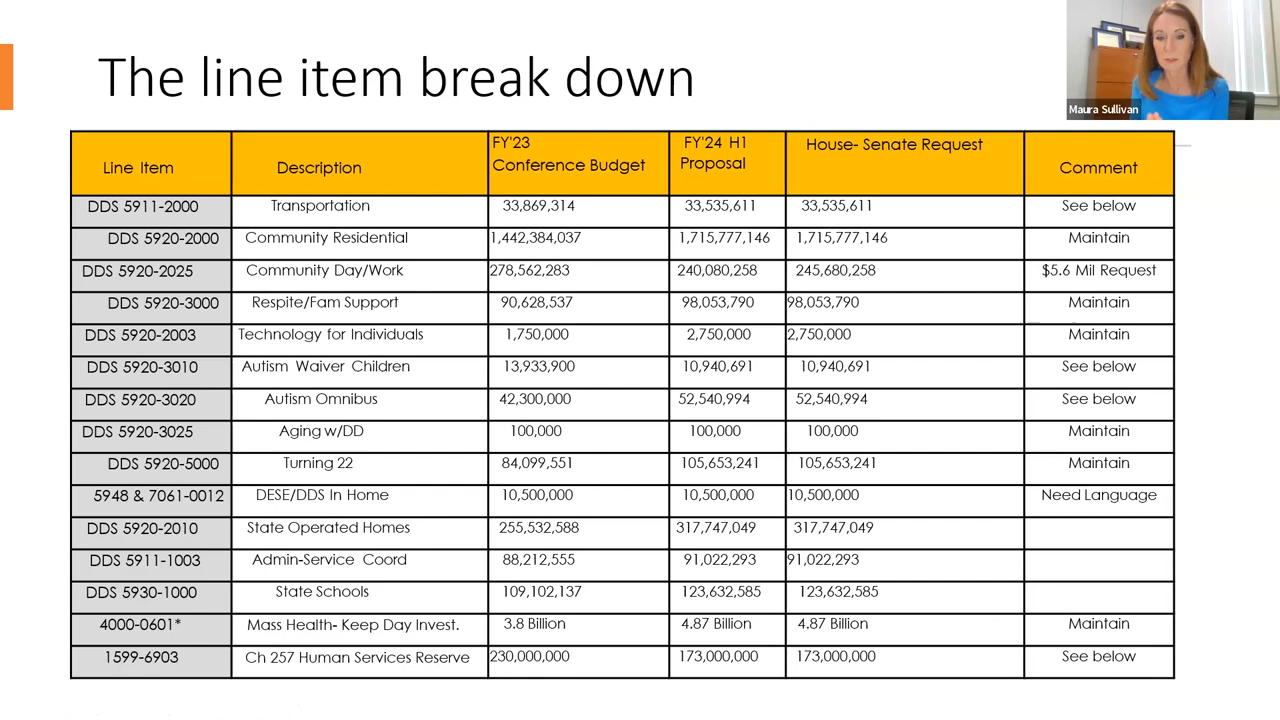 The line item break down
Maura Sullivan
Line Item Description FY'23 Conference Budget FY'24 H1 Proposal House- Senate Request Comment
DDS 5911-2000 Transportation 33,869,314 33,535,611 33,535,611 See below
DDS 5920-2000 Community Residential 1,442,384,037 1,715,777,146 1,715,777,146 Maintain
DDS 5920-2025 Community Day/Work 278,562,283 240,080,258 245,680,258 $5.6 Mil Request
DDS 5920-3000 Respite/Fam Support 90,628,537 98,053,790 98,053,790 Maintain
DDS 5920-2003 Technology for Individuals 1,750,000 2,750,000 2,750,000 Maintain
DDS 5920-3010 Autism Waiver Children 13,933,900 10,940,691 10,940,691 See below
DDS 5920-3020 Autism Omnibus 42,300,000 52,540,994 52,540,994 See below
DDS 5920-3025 Aging w/DD 100,000 100,000 100,000 Maintain
DDS 5920-5000 Turning 22 84,099,551 105,653,241 105,653,241 Maintain
5948 & 7061-0012 DESE/DDS In Home 10,500,000 10,500,000 10,500,000 Need Language
DDS 5920-2010 State Operated Homes 255,532,588 317,747,049 317,747,049
DDS 5911-1003 Admin-Service Coord 88,212,555 91,022,293 91,022,293
DDS 5930-1000 State Schools 109,102,137 123,632,585 123,632,585
4000-0601* Mass Health- Keep Day Invest. 3.8 Billion 4.87 Billion 4.87 Billion Maintain
1599-6903 Ch 257 Human Services Reserve 230,000,000 173,000,000 173,000,000 See below